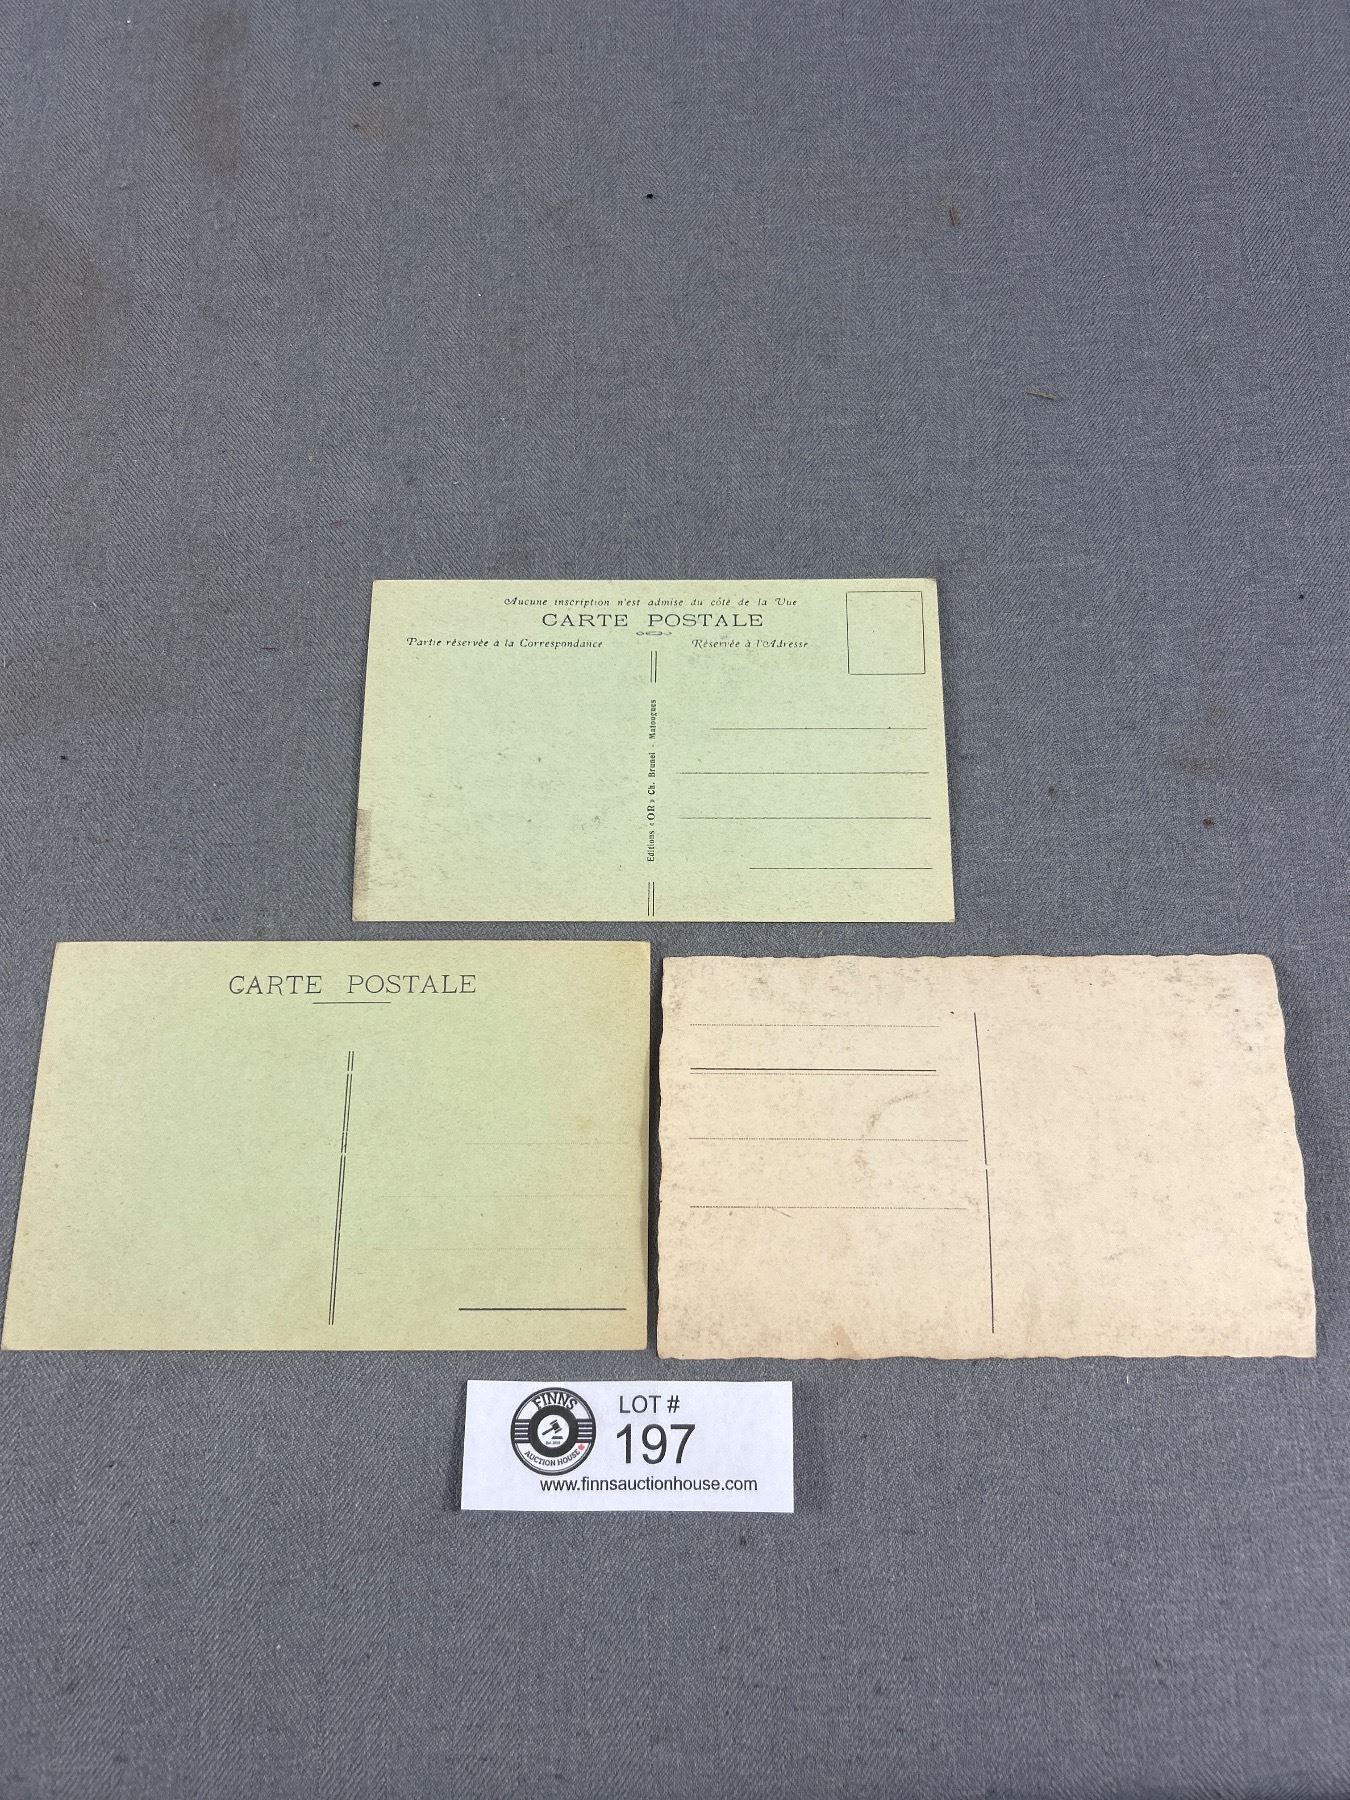 Aucune inscription n'est admise du côté de la Vue
CARTE POSTALE
Partie réservée à la Correspondance
Réservée à l'Adresse
Editions «OR» Ch. Brunel - Matougues
CARTE POSTALE
FINNS
AUCTION HOUSE
LOT #
197
www.finnsauctionhouse.com